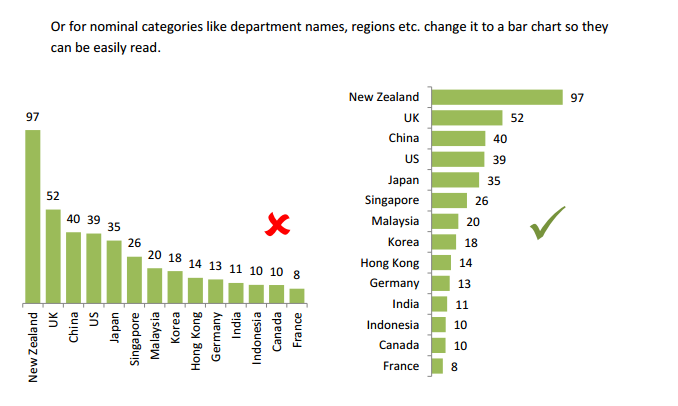 Or for nominal categories like department names, regions etc. change it to a bar chart so they
can be easily read.
97
52
40
39
35
26
20
18
14
13
11
10
10
8
New Zealand
UK
China
US
Japan
Singapore
Malaysia
Korea
Hong Kong
Germany
India
Indonesia
Canada
France
New Zealand 97
UK 52
China 40
US 39
Japan 35
Singapore 26
Malaysia 20
Korea 18
Hong Kong 14
Germany 13
India 11
Indonesia 10
Canada 10
France 8